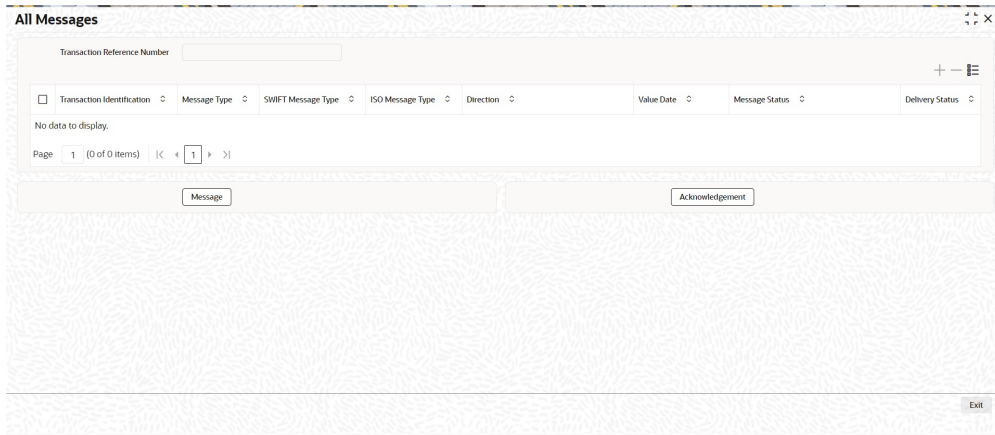 All Messages
Transaction Reference Number
Transaction Identification Message Type SWIFT Message Type ISO Message Type Direction Value Date Message Status Delivery Status
No data to display.
Page 1 (0 of 0 items) 1
Message Acknowledgement
Exit